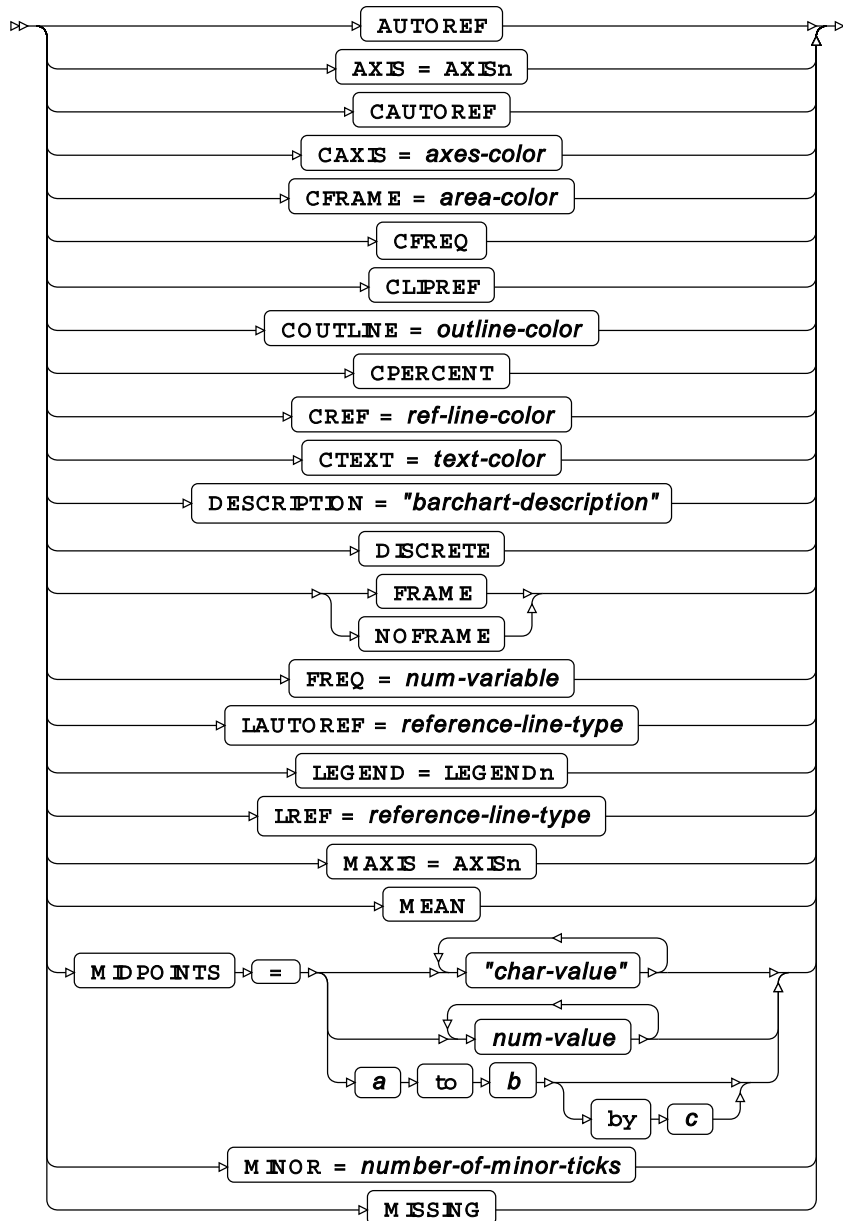 AUTOREF
AXIS = AXISn
CAUTOREF
CAXIS = axes-color
CFRAME = area-color
CFREQ
CLIPREF
COUTLINE = outline-color
CPERCENT
CREF = ref-line-color
CTEXT = text-color
DESCRIPTION = "barchart-description"
DISCRETE
FRAME
NOFRAME
FREQ = num-variable
LAUTOREF = reference-line-type
LEGEND = LEGENDn
LREF = reference-line-type
MAXIS = AXISn
MEAN
MIDPOINTS = "char-value"
num-value
a to b
by c
MINOR = number-of-minor-ticks
MISSING